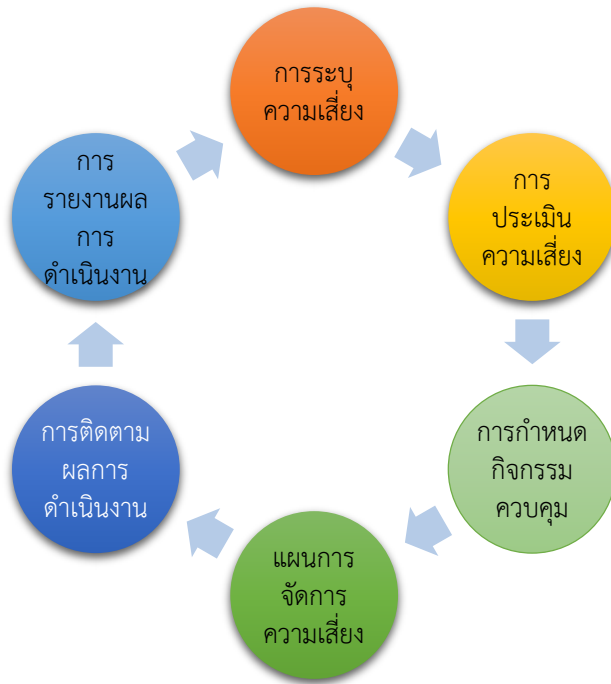 การระบุ
ความเสี่ยง
การ
ประเมิน
ความเสี่ยง
การกำหนด
กิจกรรม
ควบคุม
แผนการ
จัดการ
ความเสี่ยง
การติดตาม
ผลการ
ดำเนินงาน
การ
รายงานผล
การ
ดำเนินงาน